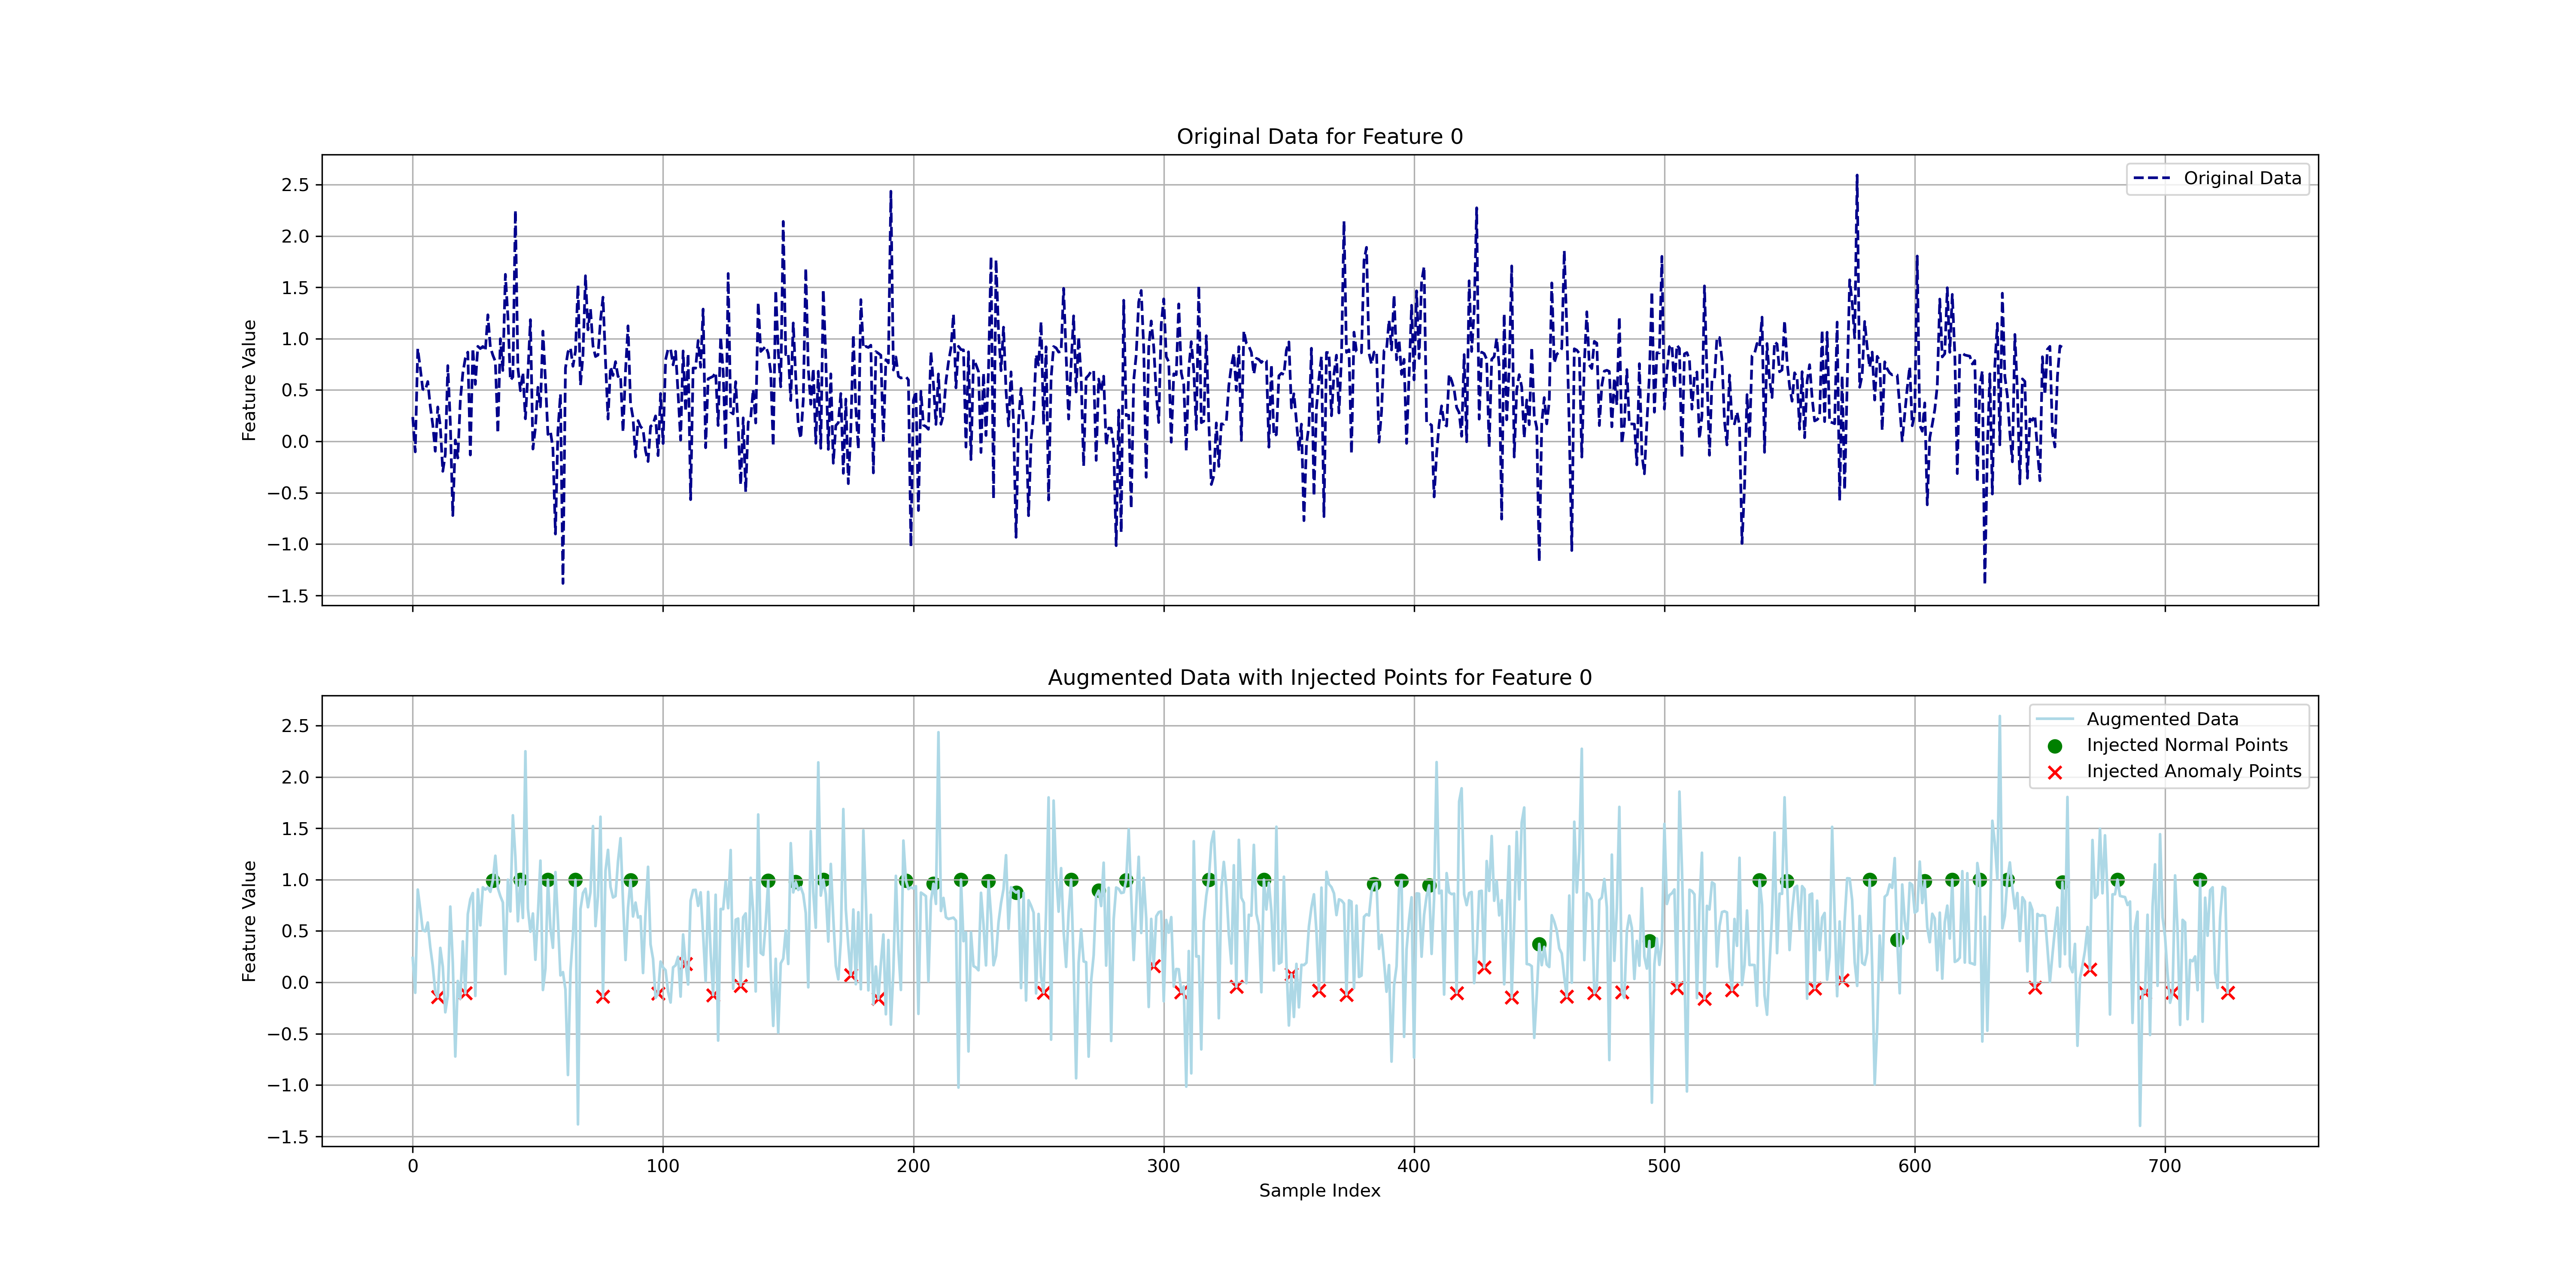 Original Data for Feature 0
Original Data
Feature Value
2.5
2.0
1.5
1.0
0.5
0.0
−0.5
−1.0
−1.5
Augmented Data with Injected Points for Feature 0
Augmented Data
Injected Normal Points
Injected Anomaly Points
Feature Value
2.5
2.0
1.5
1.0
0.5
0.0
−0.5
−1.0
−1.5
0 100 200 300 400 500 600 700
Sample Index